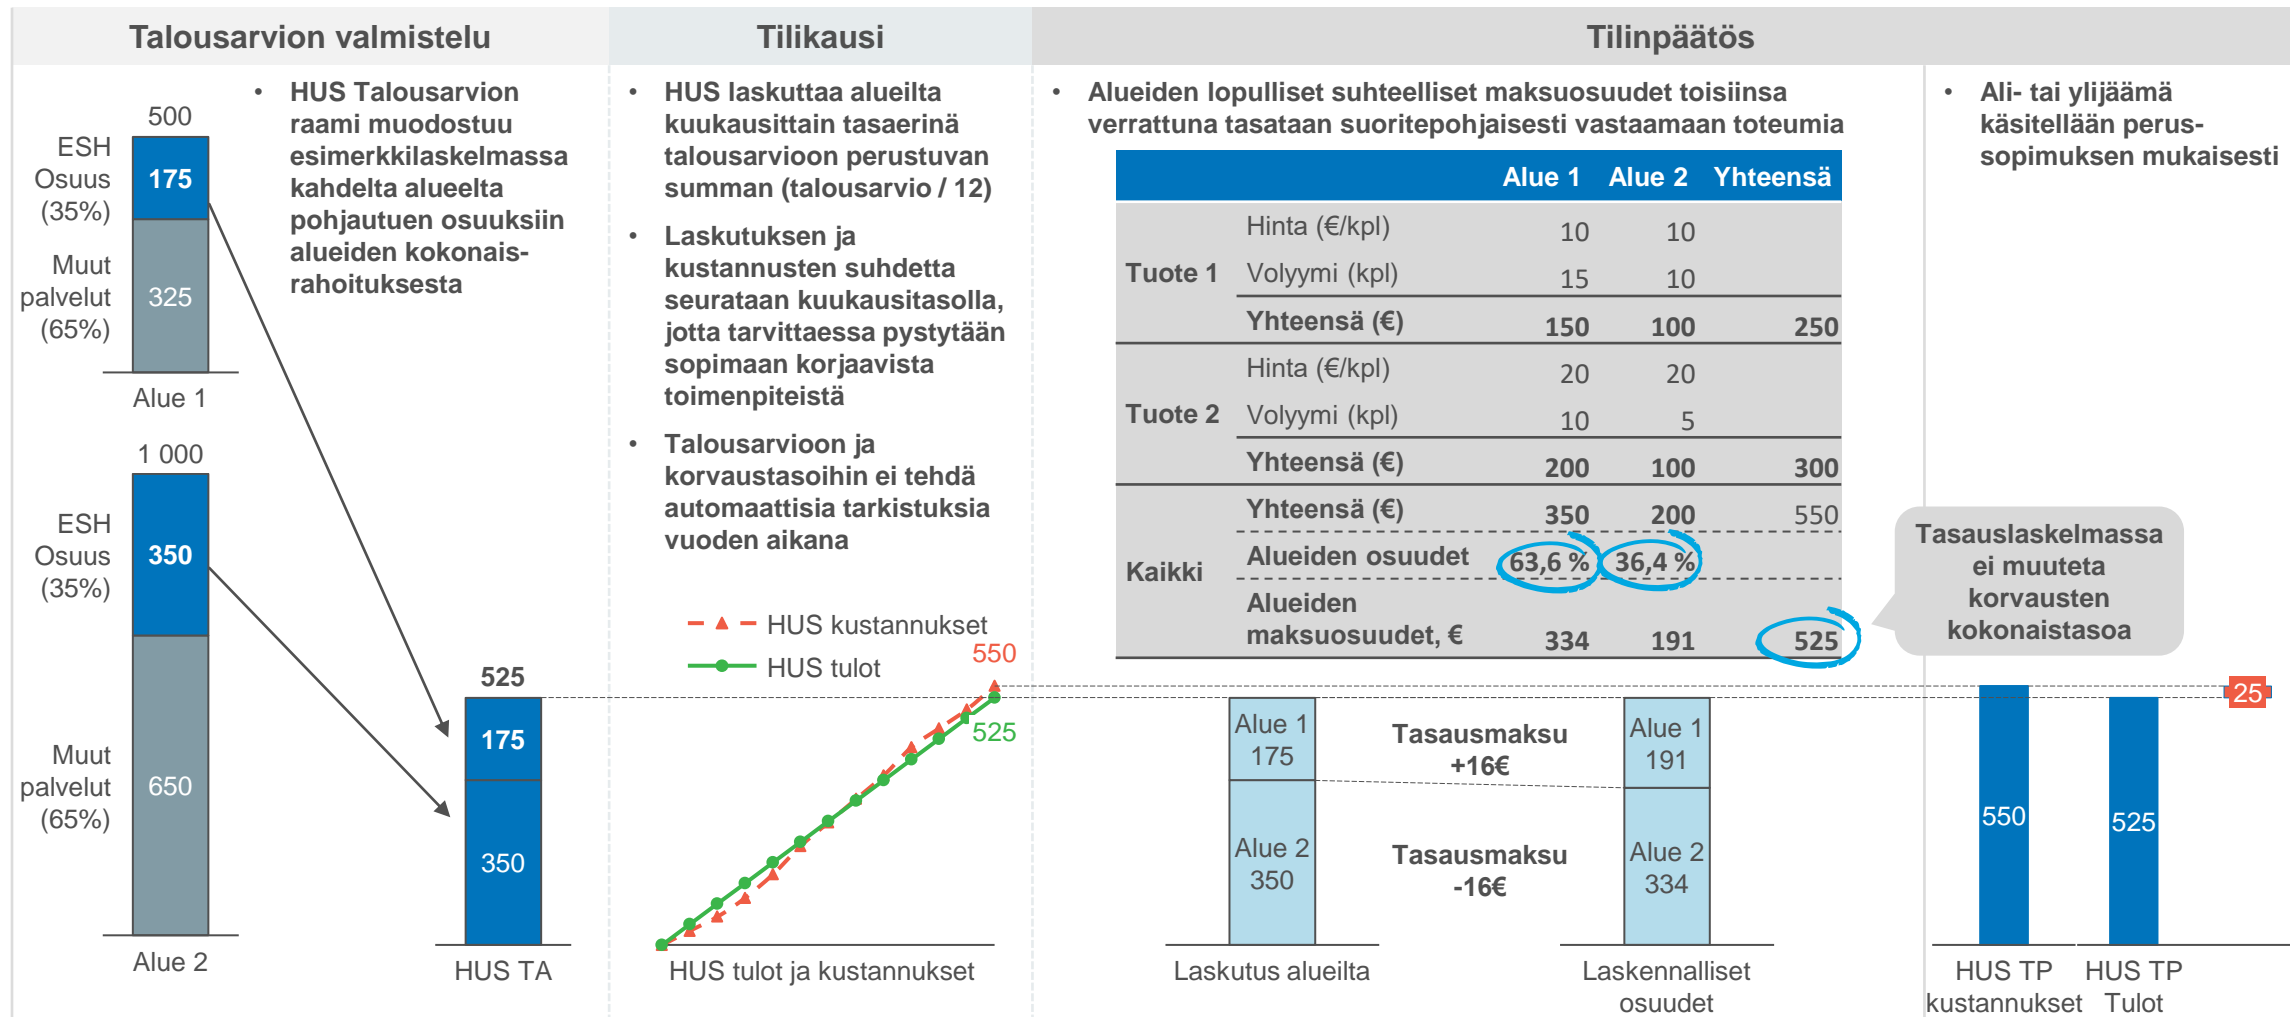 Talousarvion valmistelu
Tilikausi
Tilinpäätös
500
ESH
Osuus
(35%)
175
Muut
palvelut
(65%)
325
Alue 1
1 000
ESH
Osuus
(35%)
350
Muut
palvelut
(65%)
650
Alue 2
• HUS Talousarvion
raami muodostuu
esimerkkilaskelmassa
kahdelta alueelta
pohjautuen osuuksiin
alueiden kokonais-
rahoituksesta
525
175
350
HUS TA
• HUS laskuttaa alueilta
kuukausittain tasaerinä
talousarvioon perustuvan
summan (talousarvio / 12)
• Laskutuksen ja
kustannusten suhdetta
seurataan kuukausitasolla,
jotta tarvittaessa pystytään
sopimaan korjaavista
toimenpiteistä
• Talousarvioon ja
korvaustasoihin ei tehdä
automaattisia tarkistuksia
vuoden aikana
HUS kustannukset
HUS tulot
550
525
HUS tulot ja kustannukset
• Alueiden lopulliset suhteelliset maksuosuudet toisiinsa
verrattuna tasataan suoritepohjaisesti vastaamaan toteumia
Alue 1 Alue 2 Yhteensä
Hinta (€/kpl) 10 10
Tuote 1 Volyymi (kpl) 15 10
Yhteensä (€) 150 100 250
Hinta (€/kpl) 20 20
Tuote 2 Volyymi (kpl) 10 5
Yhteensä (€) 200 100 300
Yhteensä (€) 350 200 550
Kaikki Alueiden osuudet 63,6 % 36,4 %
Alueiden
maksuosuudet, € 334 191 525
Tasauslaskelmassa
ei muuteta
korvausten
kokonaistasoa
Alue 1
175
Alue 2
350
Laskutus alueilta
Tasausmaksu
+16€
Tasausmaksu
-16€
Alue 1
191
Alue 2
334
Laskennalliset
osuudet
• Ali- tai ylijäämä
käsitellään perus-
sopimuksen mukaisesti
25
550
525
HUS TP
kustannukset
HUS TP
Tulot